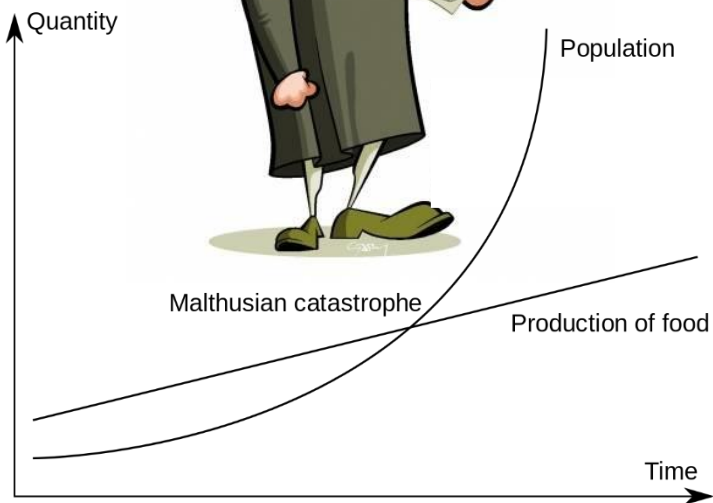 Quantity
Population
Malthusian catastrophe
Production of food
Time